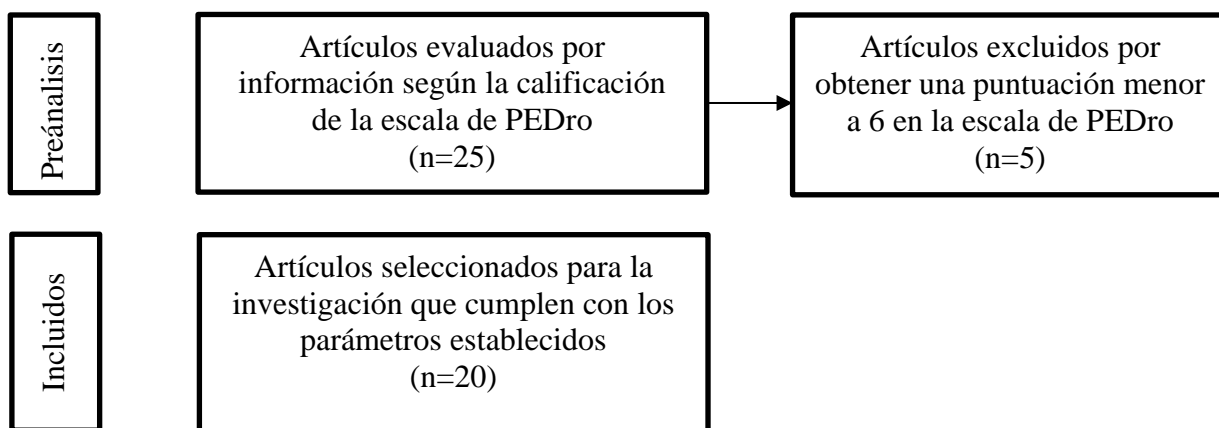 Preánalisis
Artículos evaluados por
información según la calificación
de la escala de PEDro
(n=25)
Artículos excluidos por
obtener una puntuación menor
a 6 en la escala de PEDro
(n=5)
Incluidos
Artículos seleccionados para la
investigación que cumplen con los
parámetros establecidos
(n=20)